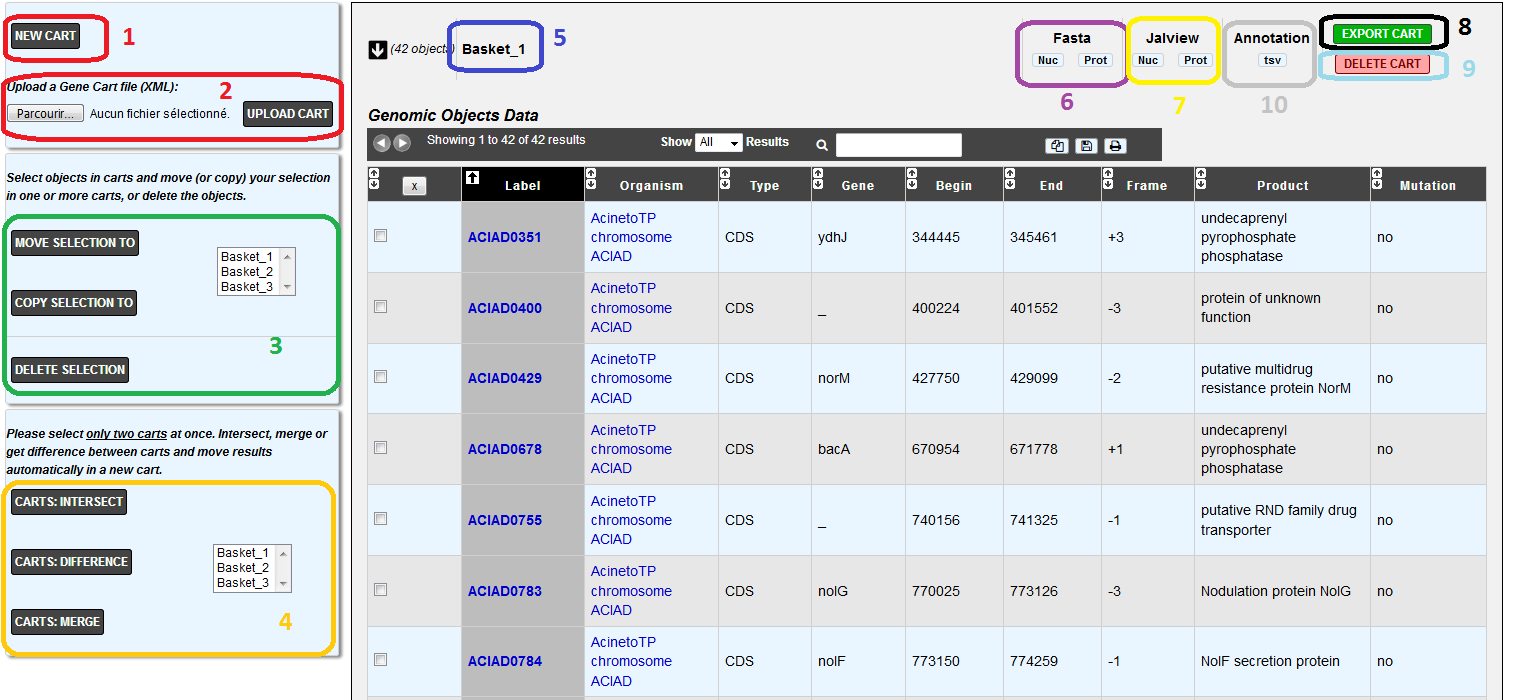 NEW CART
1
Upload a Gene Cart file (XML):
2
Parcourir... Aucun fichier sélectionné. UPLOAD CART
Select objects in carts and move (or copy) your selection
in one or more carts, or delete the objects.
MOVE SELECTION TO
COPY SELECTION TO
Basket_1
Basket_2
Basket_3
3
DELETE SELECTION
Please select only two carts at once. Intersect, merge or
get difference between carts and move results
automatically in a new cart.
CARTS: INTERSECT
CARTS: DIFFERENCE
Basket_1
Basket_2
Basket_3
CARTS: MERGE
4
(42 objects) Basket_1
5
Fasta
Nuc Prot
6
Jalview
Nuc Prot
7
Annotation
tsv
10
EXPORT CART
8
DELETE CART
9
Genomic Objects Data
Showing 1 to 42 of 42 results Show All Results
x Label Organism Type Gene Begin End Frame Product Mutation
ACIAD0351 AcinetoTP chromosome ACIAD CDS ydhJ 344445 345461 +3 undecaprenyl pyrophosphate phosphatase no
ACIAD0400 AcinetoTP chromosome ACIAD CDS _ 400224 401552 -3 protein of unknown function no
ACIAD0429 AcinetoTP chromosome ACIAD CDS norM 427750 429099 -2 putative multidrug resistance protein NorM no
ACIAD0678 AcinetoTP chromosome ACIAD CDS bacA 670954 671778 +1 undecaprenyl pyrophosphate phosphatase no
ACIAD0755 AcinetoTP chromosome ACIAD CDS _ 740156 741325 -1 putative RND family drug transporter no
ACIAD0783 AcinetoTP chromosome ACIAD CDS nolG 770025 773126 -3 Nodulation protein NolG no
ACIAD0784 AcinetoTP chromosome ACIAD CDS nolF 773150 774259 -1 NolF secretion protein no